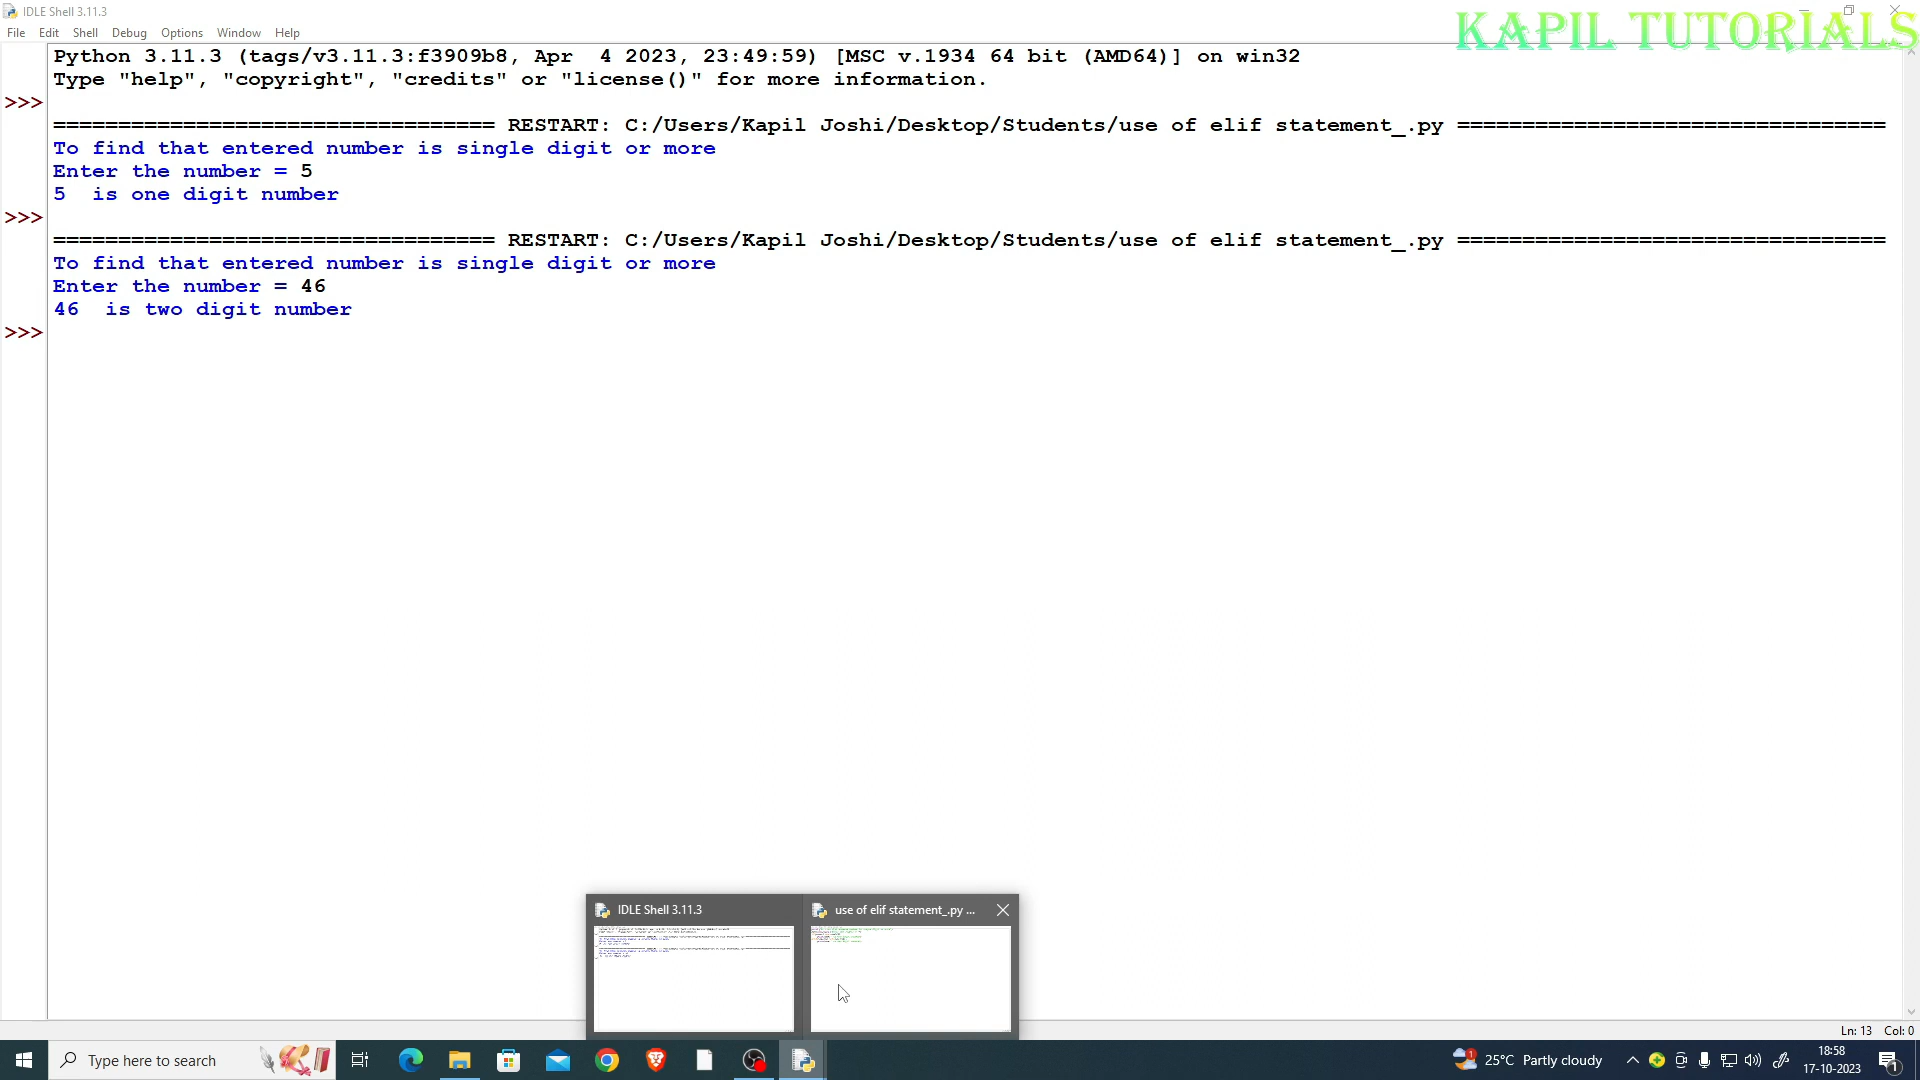 IDLE Shell 3.11.3
KAPIL TUTORIALS
File Edit Shell Debug Options Window Help
Python 3.11.3 (tags/v3.11.3:f3909b8, Apr  4 2023, 23:49:59) [MSC v.1934 64 bit (AMD64)] on win32
Type "help", "copyright", "credits" or "license()" for more information.
>>>
================================== RESTART: C:/Users/Kapil Joshi/Desktop/Students/use of elif statement_.py =================================
To find that entered number is single digit or more
Enter the number = 5
5  is one digit number
>>>
================================== RESTART: C:/Users/Kapil Joshi/Desktop/Students/use of elif statement_.py =================================
To find that entered number is single digit or more
Enter the number = 46
46  is two digit number
>>>
IDLE Shell 3.11.3
use of elif statement_.py ...
Ln: 13 Col: 0
Type here to search
1
25°C Partly cloudy
18:58
17-10-2023
1